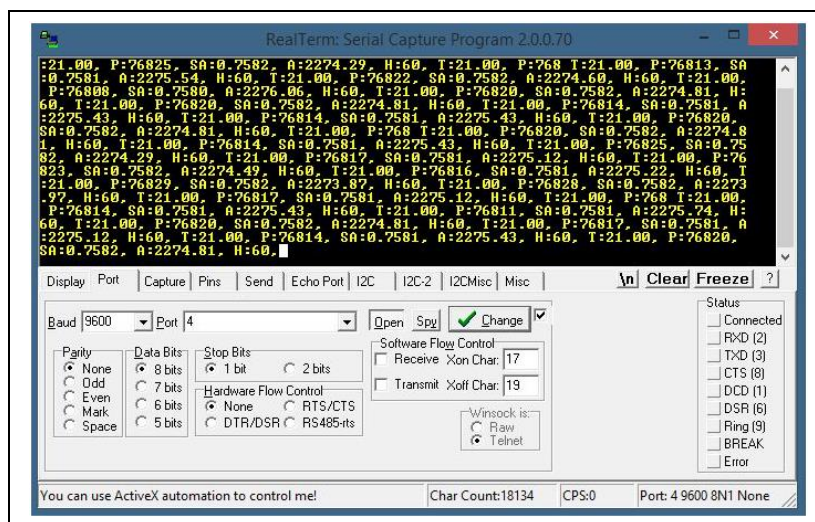 RealTerm: Serial Capture Program 2.0.0.70
:21.00, P:76825, SA:0.7582, A:2274.29, H:60, T:21.00, P:768 T:21.00, P:76813, SA
:0.7581, A:2275.54, H:60, T:21.00, P:76822, SA:0.7582, A:2274.60, H:60, T:21.00,
P:76808, SA:0.7580, A:2276.06, H:60, T:21.00, P:76820, SA:0.7582, A:2274.81, H:
60, T:21.00, P:76820, SA:0.7582, A:2274.81, H:60, T:21.00, P:76814, SA:0.7581, A
:2275.43, H:60, T:21.00, P:76814, SA:0.7581, A:2275.43, H:60, T:21.00, P:76820,
SA:0.7582, A:2274.81, H:60, T:21.00, P:768 T:21.00, P:76820, SA:0.7582, A:2274.8
1, H:60, T:21.00, P:76814, SA:0.7581, A:2275.43, H:60, T:21.00, P:76825, SA:0.75
82, A:2274.29, H:60, T:21.00, P:76817, SA:0.7581, A:2275.12, H:60, T:21.00, P:76
823, SA:0.7582, A:2274.49, H:60, T:21.00, P:76816, SA:0.7581, A:2275.22, H:60, T
:21.00, P:76829, SA:0.7582, A:2273.87, H:60, T:21.00, P:76828, SA:0.7582, A:2273
.97, H:60, T:21.00, P:76817, SA:0.7581, A:2275.12, H:60, T:21.00, P:768 T:21.00,
P:76814, SA:0.7581, A:2275.43, H:60, T:21.00, P:76811, SA:0.7581, A:2275.74, H:
60, T:21.00, P:76820, SA:0.7582, A:2274.81, H:60, T:21.00, P:76817, SA:0.7581, A
:2275.12, H:60, T:21.00, P:76814, SA:0.7581, A:2275.43, H:60, T:21.00, P:76820,
SA:0.7582, A:2274.81, H:60,
Display Port Capture Pins Send Echo Port I2C I2C-2 I2CMisc Misc \n Clear Freeze ?
Baud 9600 Port 4 Open Spy Change
Parity
None
Odd
Even
Mark
Space
Data Bits
8 bits
7 bits
6 bits
5 bits
Stop Bits
1 bit 2 bits
Hardware Flow Control
None RTS/CTS
DTR/DSR RS485-rts
Software Flow Control
Receive Xon Char: 17
Transmit Xoff Char: 19
Winsock is:
Raw
Telnet
Status
Connected
RXD (2)
TXD (3)
CTS (8)
DCD (1)
DSR (6)
Ring (9)
BREAK
Error
You can use ActiveX automation to control me! Char Count:18134 CPS:0 Port: 4 9600 8N1 None